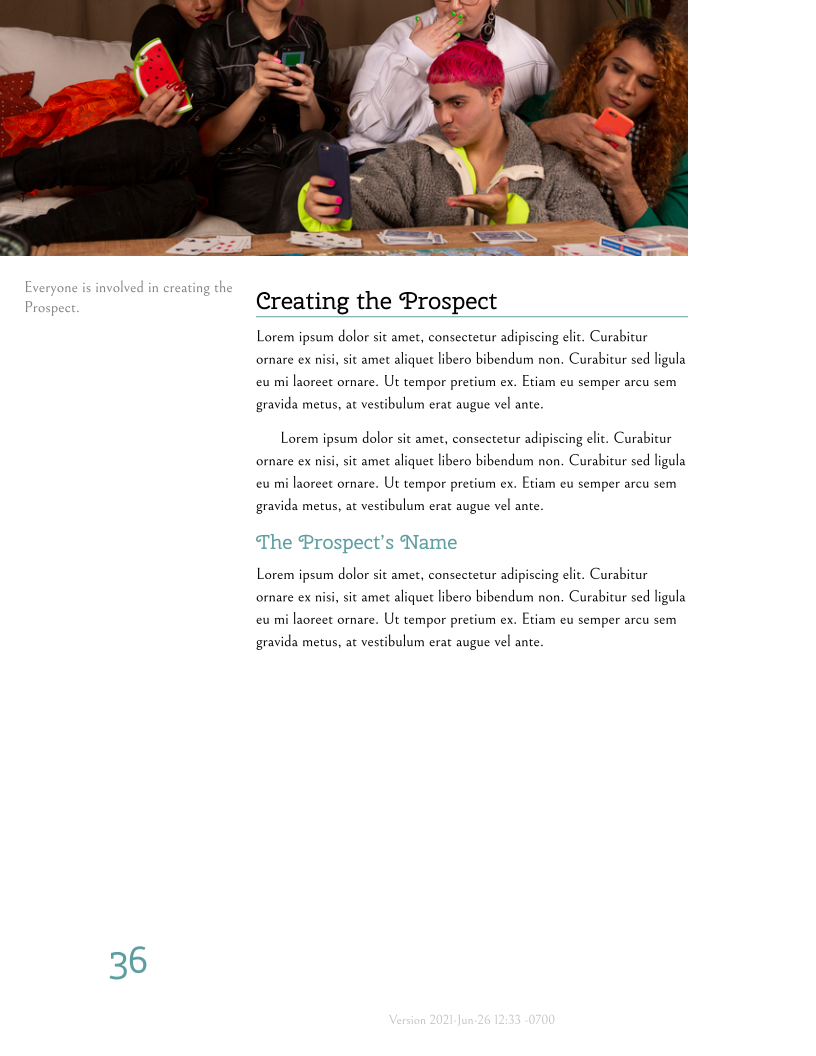 Everyone is involved in creating the
Prospect.
Creating the Prospect
Lorem ipsum dolor sit amet, consectetur adipiscing elit. Curabitur
ornare ex nisi, sit amet aliquet libero bibendum non. Curabitur sed ligula
eu mi laoreet ornare. Ut tempor pretium ex. Etiam eu semper arcu sem
gravida metus, at vestibulum erat augue vel ante.
Lorem ipsum dolor sit amet, consectetur adipiscing elit. Curabitur
ornare ex nisi, sit amet aliquet libero bibendum non. Curabitur sed ligula
eu mi laoreet ornare. Ut tempor pretium ex. Etiam eu semper arcu sem
gravida metus, at vestibulum erat augue vel ante.
The Prospect's Name
Lorem ipsum dolor sit amet, consectetur adipiscing elit. Curabitur
ornare ex nisi, sit amet aliquet libero bibendum non. Curabitur sed ligula
eu mi laoreet ornare. Ut tempor pretium ex. Etiam eu semper arcu sem
gravida metus, at vestibulum erat augue vel ante.
36
Version 2021-Jun-26 12:33 -0700